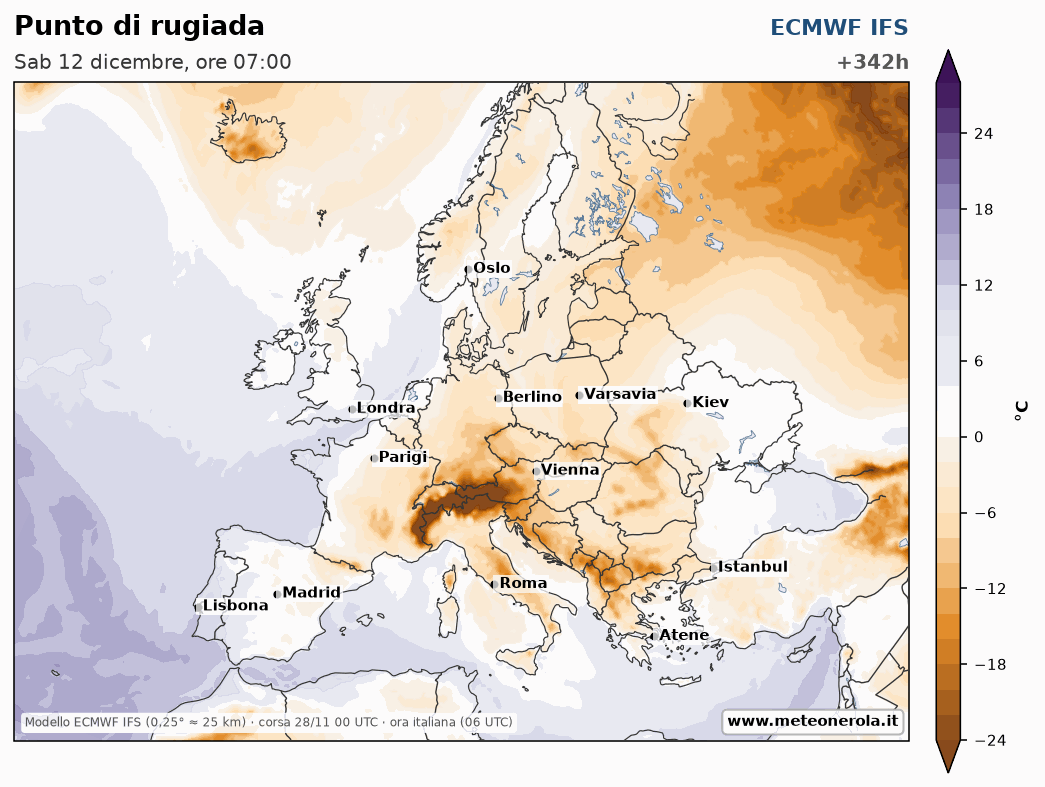 Punto di rugiada
ECMWF IFS
Sab 12 dicembre, ore 07:00
+342h
Oslo
Londra
Berlino
Varsavia
Kiev
Parigi
Vienna
Madrid
Lisbona
Roma
Istanbul
Atene
24
18
12
6
0
−6
−12
−18
−24
°C
Modello ECMWF IFS (0,25° ≈ 25 km) · corsa 28/11 00 UTC · ora italiana (06 UTC)
www.meteonerola.it